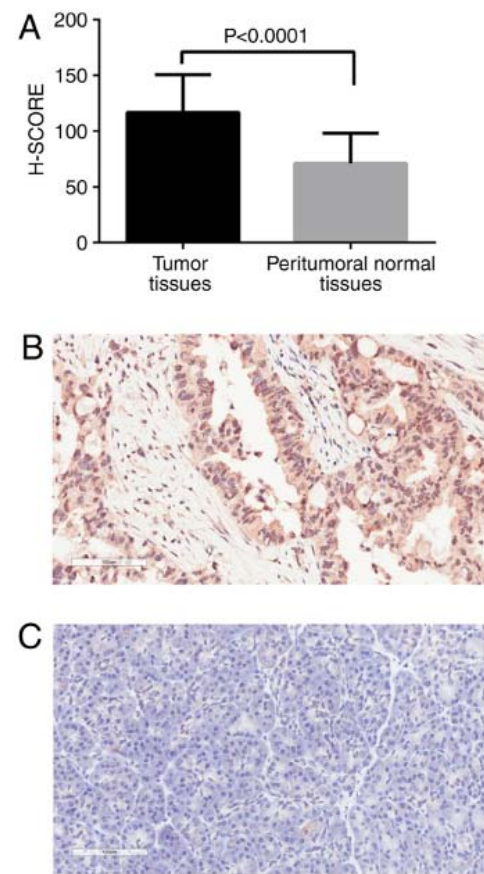 A
200
P<0.0001
150
100
50
0
H-SCORE
Tumor
tissues
Peritumoral normal
tissues
B
C